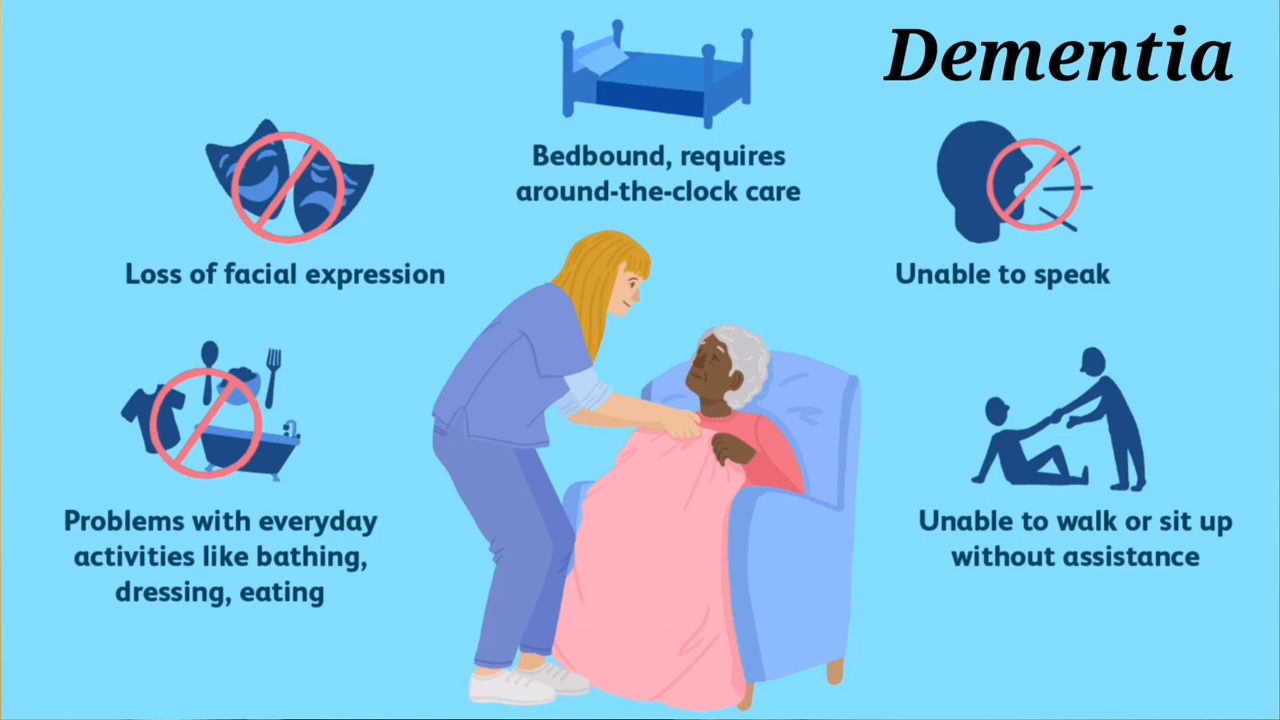 Dementia
Bedbound, requires
around-the-clock care
Loss of facial expression
Unable to speak
Problems with everyday
activities like bathing,
dressing, eating
Unable to walk or sit up
without assistance